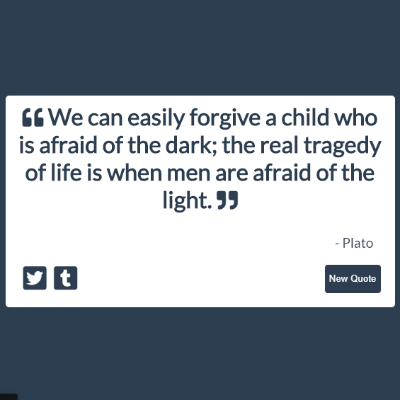 ❝ We can easily forgive a child who
is afraid of the dark; the real tragedy
of life is when men are afraid of the
light. ❞
- Plato
New Quote